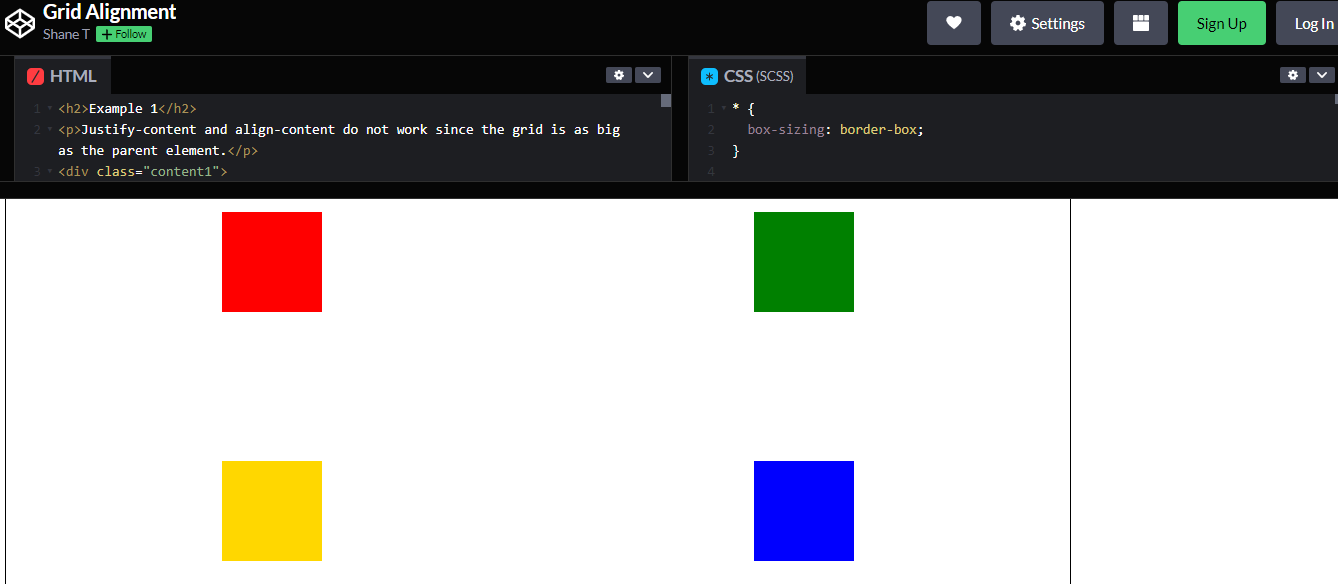 Grid Alignment
Shane T + Follow
Settings
Sign Up
Log In
HTML
1 <h2>Example 1</h2>
2 <p>Justify-content and align-content do not work since the grid is as big
as the parent element.</p>
3 <div class="content1">
CSS (SCSS)
1 * {
2 box-sizing: border-box;
3 }
4